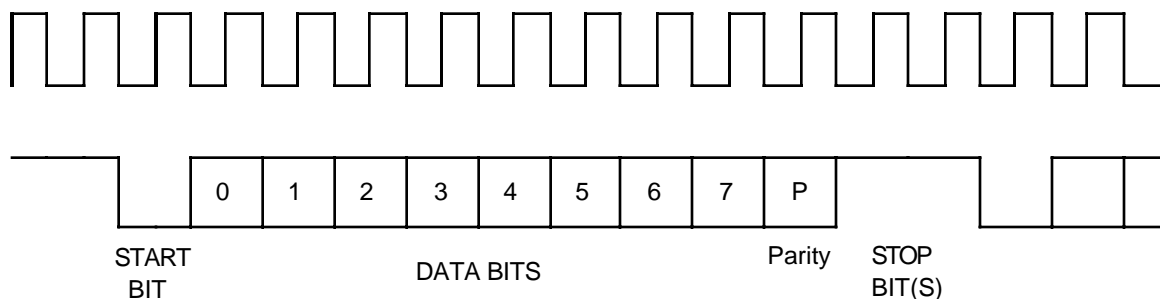 0 1 2 3 4 5 6 7 P
START
BIT
DATA BITS
Parity
STOP
BIT(S)